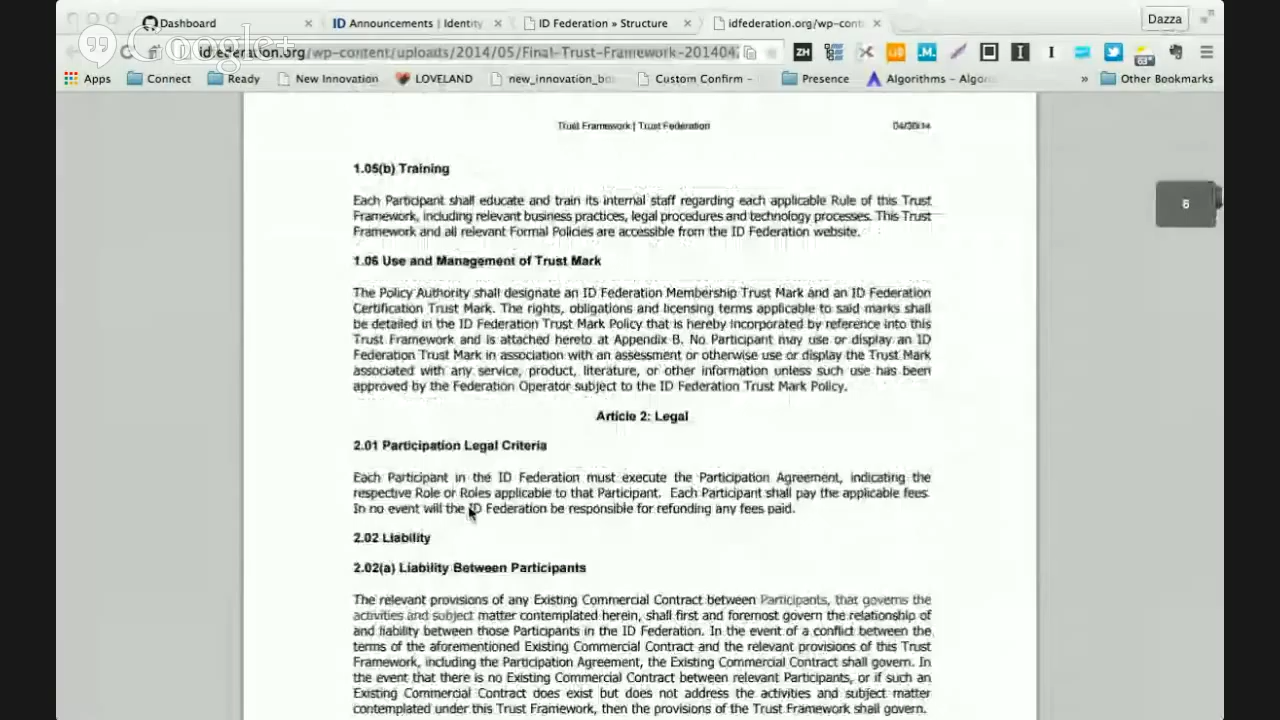 Dashboard
ID Announcements | Identity
ID Federation » Structure
idfederation.org/wp-cont
Dazza
Google+
idfederation.org/wp-content/uploads/2014/05/Final-Trust-Framework-201404
ZH
M.
I
I
63°
Apps
Connect
Ready
New Innovation
LOVELAND
new_innovation_bo
Custom Confirm –
Presence
Algorithms – Algor
»
Other Bookmarks
Trust Framework | Trust Federation
6
1.05(b) Training
Each Participant shall educate and train its internal staff regarding each applicable Rule of this Trust
Framework, including relevant business practices, legal procedures and technology processes. This Trust
Framework and all relevant Formal Policies are accessible from the ID Federation website.
1.06 Use and Management of Trust Mark
The Policy Authority shall designate an ID Federation Membership Trust Mark and an ID Federation
Certification Trust Mark. The rights, obligations and licensing terms applicable to said marks shall
be detailed in the ID Federation Trust Mark Policy that is hereby incorporated by reference into this
Trust Framework and is attached hereto at Appendix B. No Participant may use or display an ID
Federation Trust Mark in association with an assessment or otherwise use or display the Trust Mark
associated with any service, product, literature, or other information unless such use has been
approved by the Federation Operator subject to the ID Federation Trust Mark Policy.
Article 2: Legal
2.01 Participation Legal Criteria
Each Participant in the ID Federation must execute the Participation Agreement, indicating the
respective Role or Roles applicable to that Participant. Each Participant shall pay the applicable fees.
In no event will the ID Federation be responsible for refunding any fees paid.
2.02 Liability
2.02(a) Liability Between Participants
The relevant provisions of any Existing Commercial Contract between Participants, that governs the
activities and subject matter contemplated herein, shall first and foremost govern the relationship of
and liability between those Participants in the ID Federation. In the event of a conflict between the
terms of the aforementioned Existing Commercial Contract and the relevant provisions of this Trust
Framework, including the Participation Agreement, the Existing Commercial Contract shall govern. In
the event that there is no Existing Commercial Contract between relevant Participants, or if such an
Existing Commercial Contract does exist but does not address the activities and subject matter
contemplated under this Trust Framework, then the provisions of the Trust Framework shall govern.